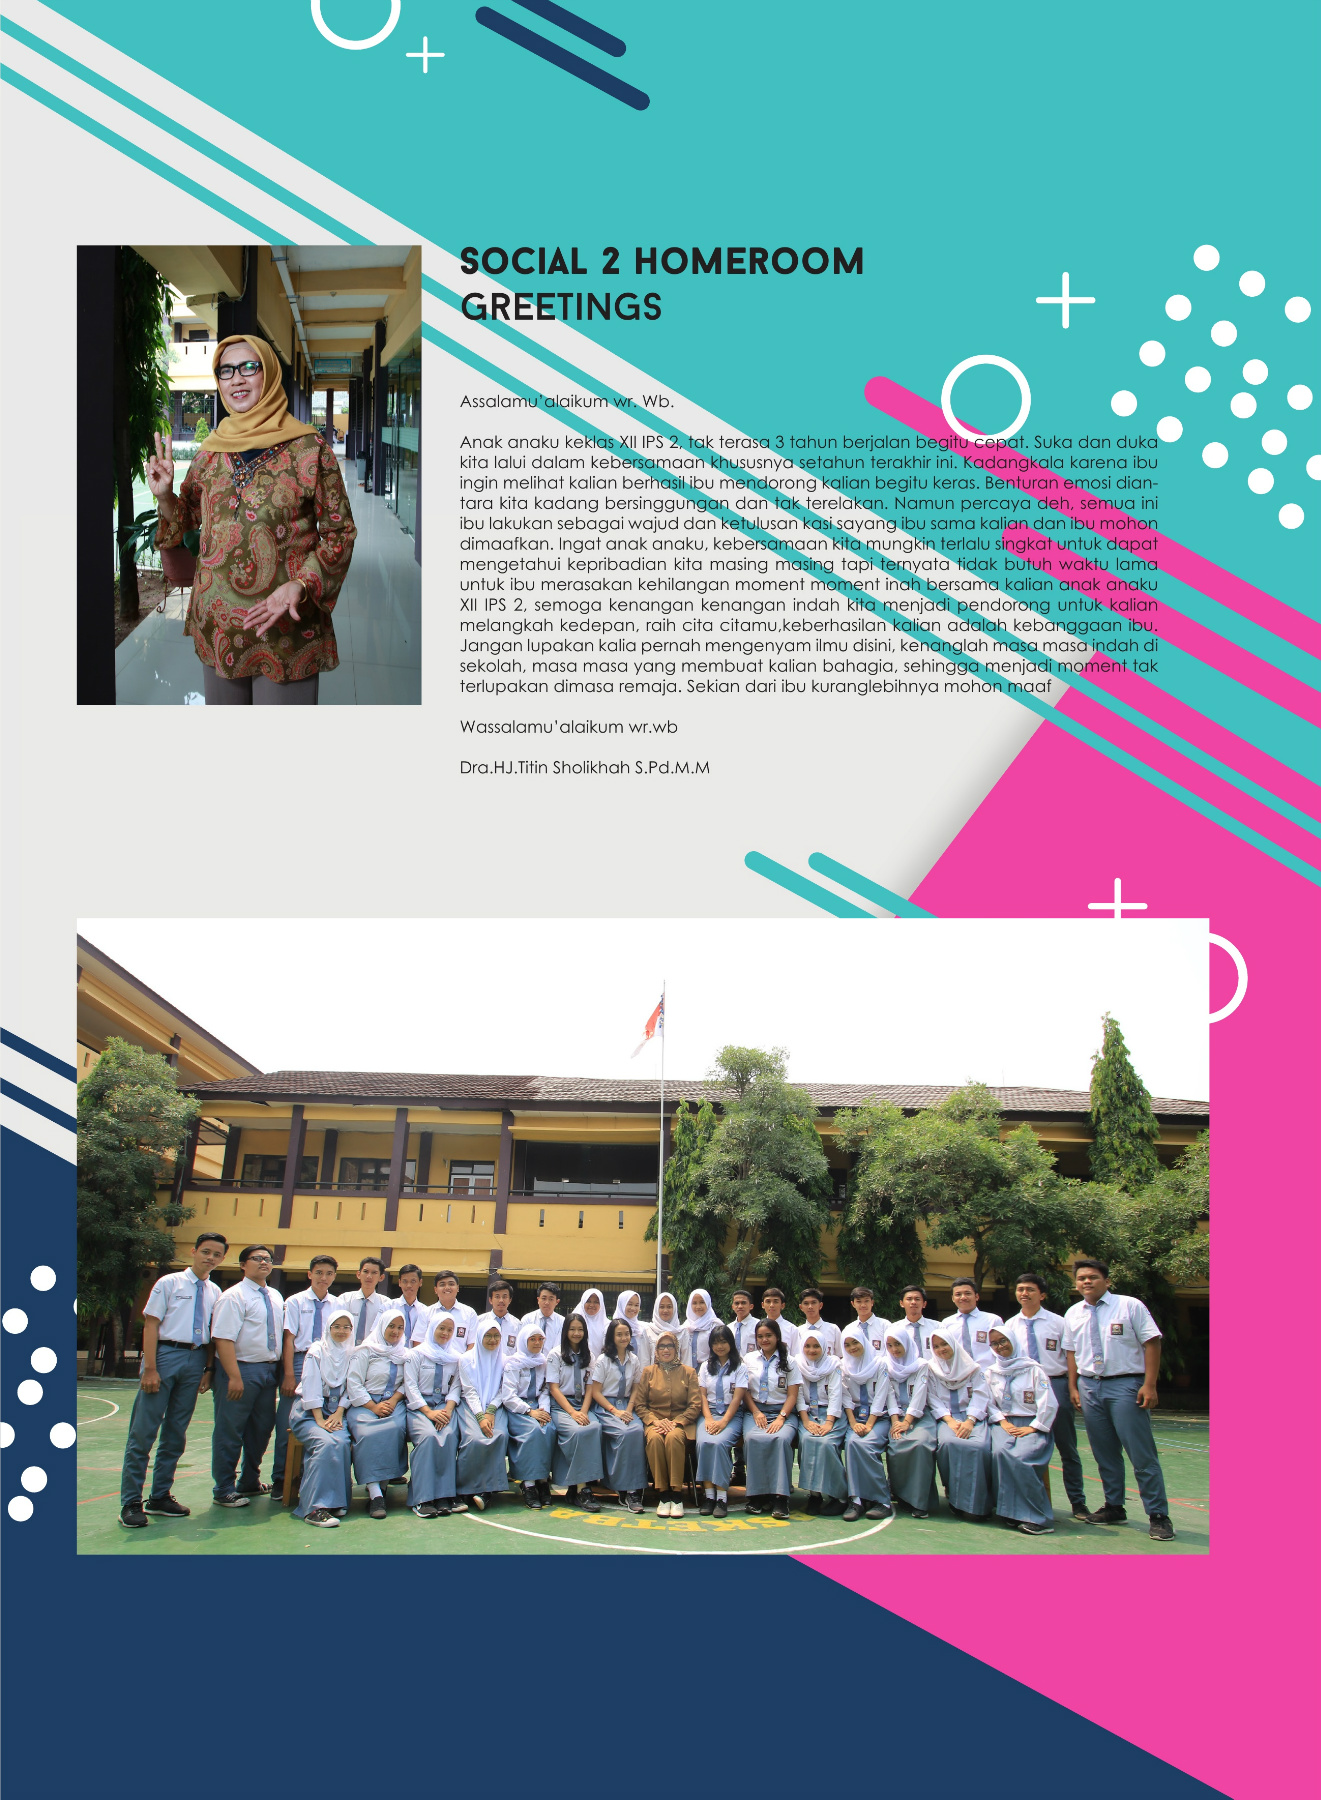 SOCIAL 2 HOMEROOM
GREETINGS
Assalamu'alaikum wr. Wb.
Anak anaku keklas XII IPS 2, tak terasa 3 tahun berjalan begitu cepat. Suka dan duka
kita lalui dalam kebersamaan khususnya setahun terakhir ini. Kadangkala karena ibu
ingin melihat kalian berhasil ibu mendorong kalian begitu keras. Benturan emosi dian-
tara kita kadang bersinggungan dan tak terelakan. Namun percaya deh, semua ini
ibu lakukan sebagai wajud dan ketulusan kasi sayang ibu sama kalian dan ibu mohon
dimaafkan. Ingat anak anaku, kebersamaan kita mungkin terlalu singkat untuk dapat
mengetahui kepribadian kita masing masing tapi ternyata tidak butuh waktu lama
untuk ibu merasakan kehilangan moment moment inah bersama kalian anak anaku
XII IPS 2, semoga kenangan kenangan indah kita menjadi pendorong untuk kalian
melangkah kedepan, raih cita citamu,keberhasilan kalian adalah kebanggaan ibu.
Jangan lupakan kalia pernah mengenyam ilmu disini, kenanglah masa masa indah di
sekolah, masa masa yang membuat kalian bahagia, sehingga menjadi moment tak
terlupakan dimasa remaja. Sekian dari ibu kuranglebihnya mohon maaf
Wassalamu'alaikum wr.wb
Dra.HJ.Titin Sholikhah S.Pd.M.M